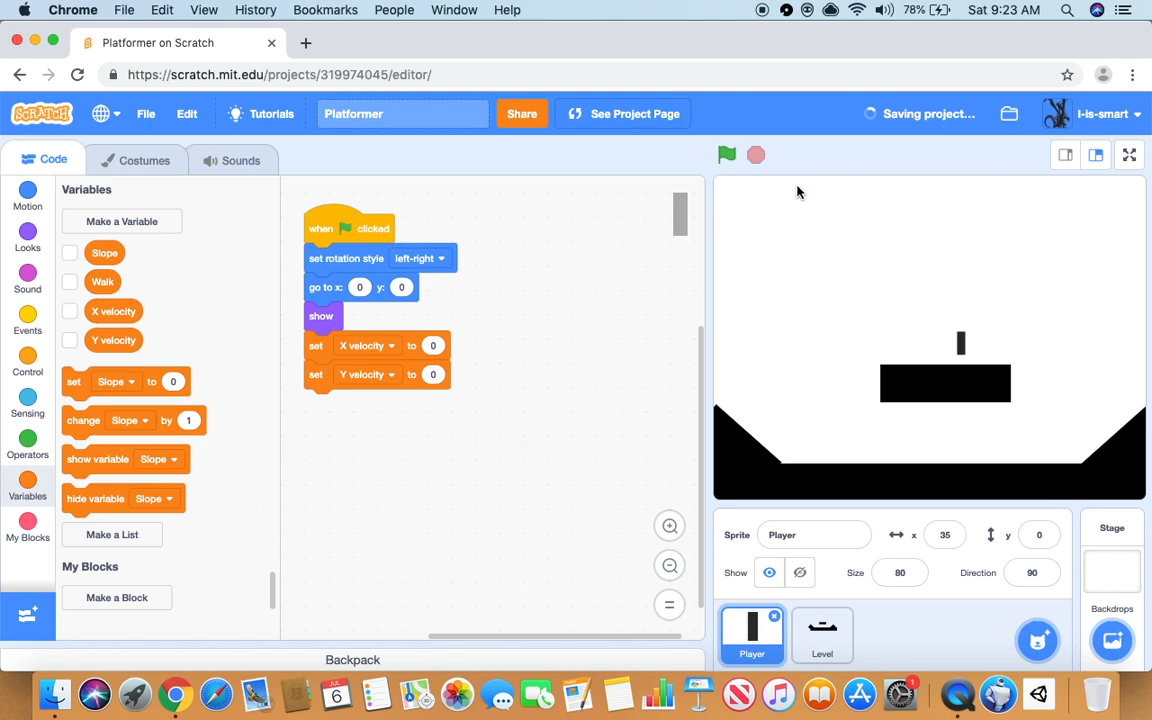 Chrome File Edit View History Bookmarks People Window Help 78% Sat 9:23 AM
Platformer on Scratch
https://scratch.mit.edu/projects/319974045/editor/
SCRATCH File Edit Tutorials Platformer Share See Project Page Saving project... I-is-smart
Code Costumes Sounds
Motion
Looks
Sound
Events
Control
Sensing
Operators
Variables
My Blocks
Variables
Make a Variable
Slope
Walk
X velocity
Y velocity
set Slope to 0
change Slope by 1
show variable Slope
hide variable Slope
Make a List
My Blocks
Make a Block
when clicked
set rotation style left-right
go to x: 0 y: 0
show
set X velocity to 0
set Y velocity to 0
Backpack
Sprite Player x 35 y 0
Show Size 80 Direction 90
Player Level
Stage
Backdrops
JUL
6
1